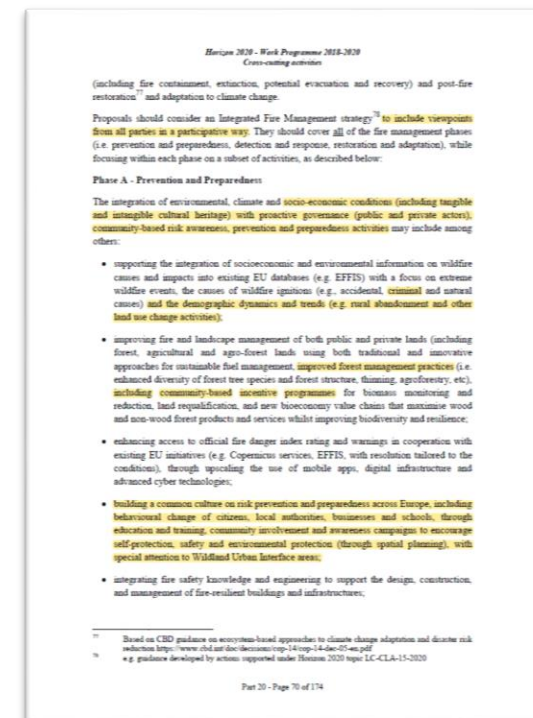 Horizon 2020 - Work Programme 2018-2020
Cross-cutting activities
(including fire containment, extinction, potential evacuation and recovery) and post-fire
restoration77 and adaptation to climate change.
Proposals should consider an Integrated Fire Management strategy78 to include viewpoints
from all parties in a participative way. They should cover all of the fire management phases
(i.e. prevention and preparedness, detection and response, restoration and adaptation), while
focusing within each phase on a subset of activities, as described below:
Phase A - Prevention and Preparedness
The integration of environmental, climate and socio-economic conditions (including tangible
and intangible cultural heritage) with proactive governance (public and private actors),
community-based risk awareness, prevention and preparedness activities may include among
others:
• supporting the integration of socioeconomic and environmental information on wildfire
causes and impacts into existing EU databases (e.g. EFFIS) with a focus on extreme
wildfire events, the causes of wildfire ignitions (e.g., accidental, criminal and natural
causes) and the demographic dynamics and trends (e.g. rural abandonment and other
land use change activities);
• improving fire and landscape management of both public and private lands (including
forest, agricultural and agro-forest lands using both traditional and innovative
approaches for sustainable fuel management, improved forest management practices (i.e.
enhanced diversity of forest tree species and forest structure, thinning, agroforestry, etc),
including community-based incentive programmes for biomass monitoring and
reduction, land requalification, and new bioeconomy value chains that maximise wood
and non-wood forest products and services whilst improving biodiversity and resilience;
• enhancing access to official fire danger index rating and warnings in cooperation with
existing EU initiatives (e.g. Copernicus services, EFFIS, with resolution tailored to the
conditions), through upscaling the use of mobile apps, digital infrastructure and
advanced cyber technologies;
• building a common culture on risk prevention and preparedness across Europe, including
behavioural change of citizens, local authorities, businesses and schools, through
education and training, community involvement and awareness campaigns to encourage
self-protection, safety and environmental protection (through spatial planning), with
special attention to Wildland Urban Interface areas;
• integrating fire safety knowledge and engineering to support the design, construction,
and management of fire-resilient buildings and infrastructures;
77 Based on CBD guidance on ecosystem-based approaches to climate change adaptation and disaster risk
reduction https://www.cbd.int/doc/decisions/cop-14/cop-14-dec-05-en.pdf
78 e.g. guidance developed by actions supported under Horizon 2020 topic LC-CLA-15-2020
Part 20 - Page 70 of 174